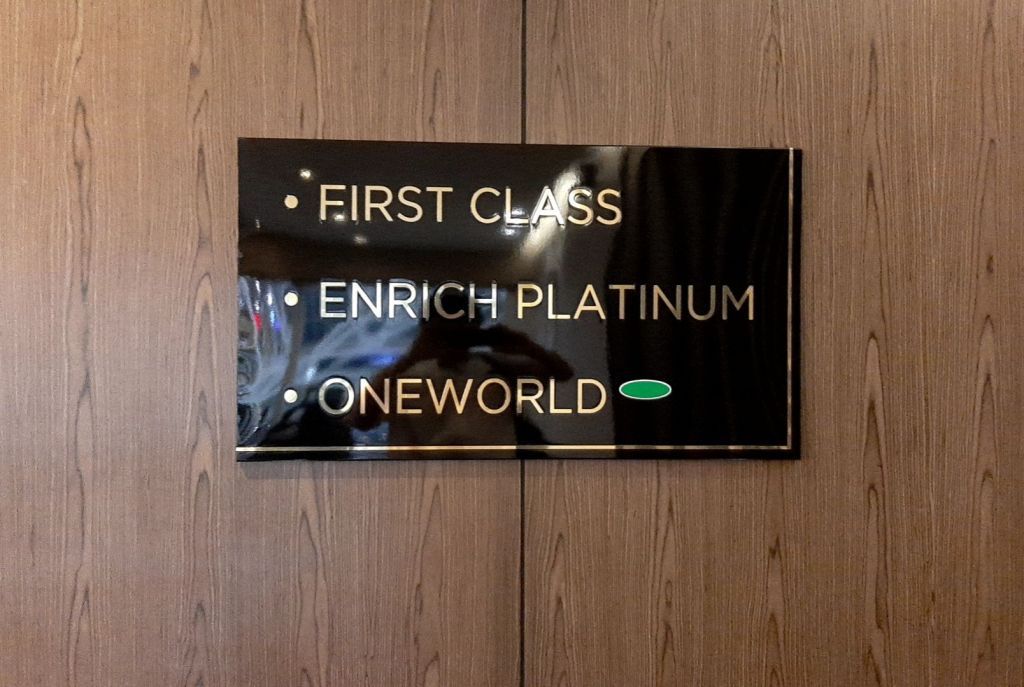 • FIRST CLASS
• ENRICH PLATINUM
• ONEWORLD